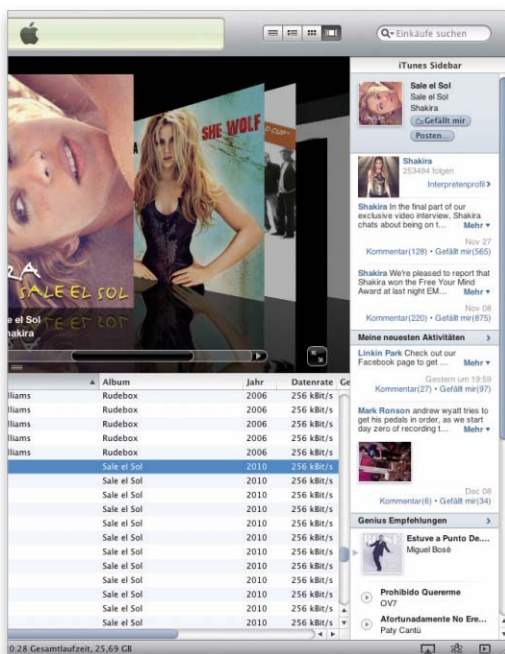 Einkäufe suchen
iTunes Sidebar
SHE WOLF
SALE EL SOL
e el Sol
hakira
Sale el Sol
Sale el Sol
Shakira
Gefällt mir
Posten...
Shakira
253494 folgen
Interpretenprofil
Shakira In the final part of our
exclusive video interview, Shakira
chats about being on t... Mehr
Nov 27
Kommentar(128) • Gefällt mir(565)
Shakira We're pleased to report that
Shakira won the Free Your Mind
Award at last night EM... Mehr
Nov 08
Kommentar(220) • Gefällt mir(875)
Meine neuesten Aktivitäten
Linkin Park Check out our
Facebook page to get ... Mehr
Gestern um 19:59
Kommentar(27) • Gefällt mir(97)
Mark Ronson andrew wyatt tries to
get his pedals in order, as we start
day zero of recording t... Mehr
Dec 08
Kommentar(6) • Gefällt mir(34)
Genius Empfehlungen
Estuve a Punto De....
Miguel Bosé
Prohibido Quererme
OV7
Afortunadamente No Ere...
Paty Cantú
Album Jahr Datenrate Ge
lliams Rudebox 2006 256 kBit/s
lliams Rudebox 2006 256 kBit/s
lliams Rudebox 2006 256 kBit/s
lliams Rudebox 2006 256 kBit/s
lliams Rudebox 2006 256 kBit/s
Sale el Sol 2010 256 kBit/s
Sale el Sol 2010 256 kBit/s
Sale el Sol 2010 256 kBit/s
Sale el Sol 2010 256 kBit/s
Sale el Sol 2010 256 kBit/s
Sale el Sol 2010 256 kBit/s
Sale el Sol 2010 256 kBit/s
Sale el Sol 2010 256 kBit/s
Sale el Sol 2010 256 kBit/s
Sale el Sol 2010 256 kBit/s
Sale el Sol 2010 256 kBit/s
Sale el Sol 2010 256 kBit/s
0:28 Gesamtlaufzeit, 25,69 GB